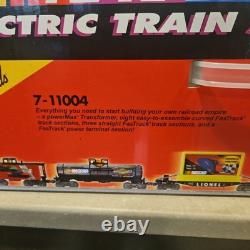 ECTRIC TRAIN
7-11004
Everything you need to start building your own railroad empire
– a powerMax Transformer, eight easy-to-assemble curved FasTrack
track sections, three straight FasTrack track sections, and
a FasTrack power terminal section!
LIONEL